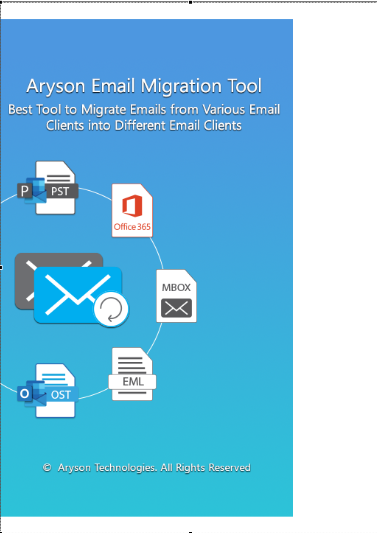 Aryson Email Migration Tool
Best Tool to Migrate Emails from Various Email
Clients into Different Email Clients
P PST
Office 365
MBOX
EML
O OST
© Aryson Technologies. All Rights Reserved